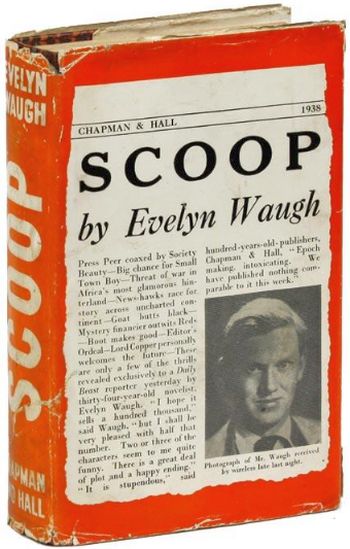 EVELYN
WAUGH
SCOOP
CHAPMAN
AND HALL
CHAPMAN & HALL 1938
SCOOP
by Evelyn Waugh
Press Peer coaxed by Society
Beauty—Big chance for Small
Town Boy—Threat of war in
Africa's most glamorous hin-
terland—News-hawks race for
story across uncharted con-
tinent—Goat butts black—
Mystery financier outwits Reds
—Boot makes good—Editor's
Ordeal—Lord Copper personally
welcomes the future—These
are only a few of the thrills
revealed exclusively to a Daily
Beast reporter yesterday by
thirty-four-year-old novelist,
Evelyn Waugh. "I hope it
sells a hundred thousand,"
said Waugh, "but I shall be
very pleased with half that
number. Two or three of the
characters seem to me quite
funny. There is a great deal
of plot and a happy ending."
"It is stupendous," said
hundred-years-old-publishers,
Chapman & Hall, "Epoch
making, intoxicating. We
have published nothing com-
parable to it this week."
Photograph of Mr. Waugh received
by wireless late last night.